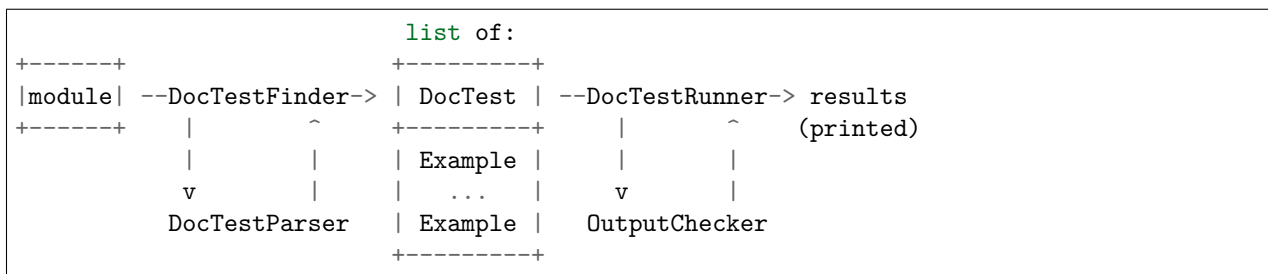 list of:
+------+                   +---------+
|module| --DocTestFinder-> | DocTest | --DocTestRunner-> results
+------+    |        ^     +---------+     |       ^    (printed)
            |        |     | Example |     |       |
            v        |     |   ...   |     v       |
           DocTestParser   | Example |   OutputChecker
                           +---------+